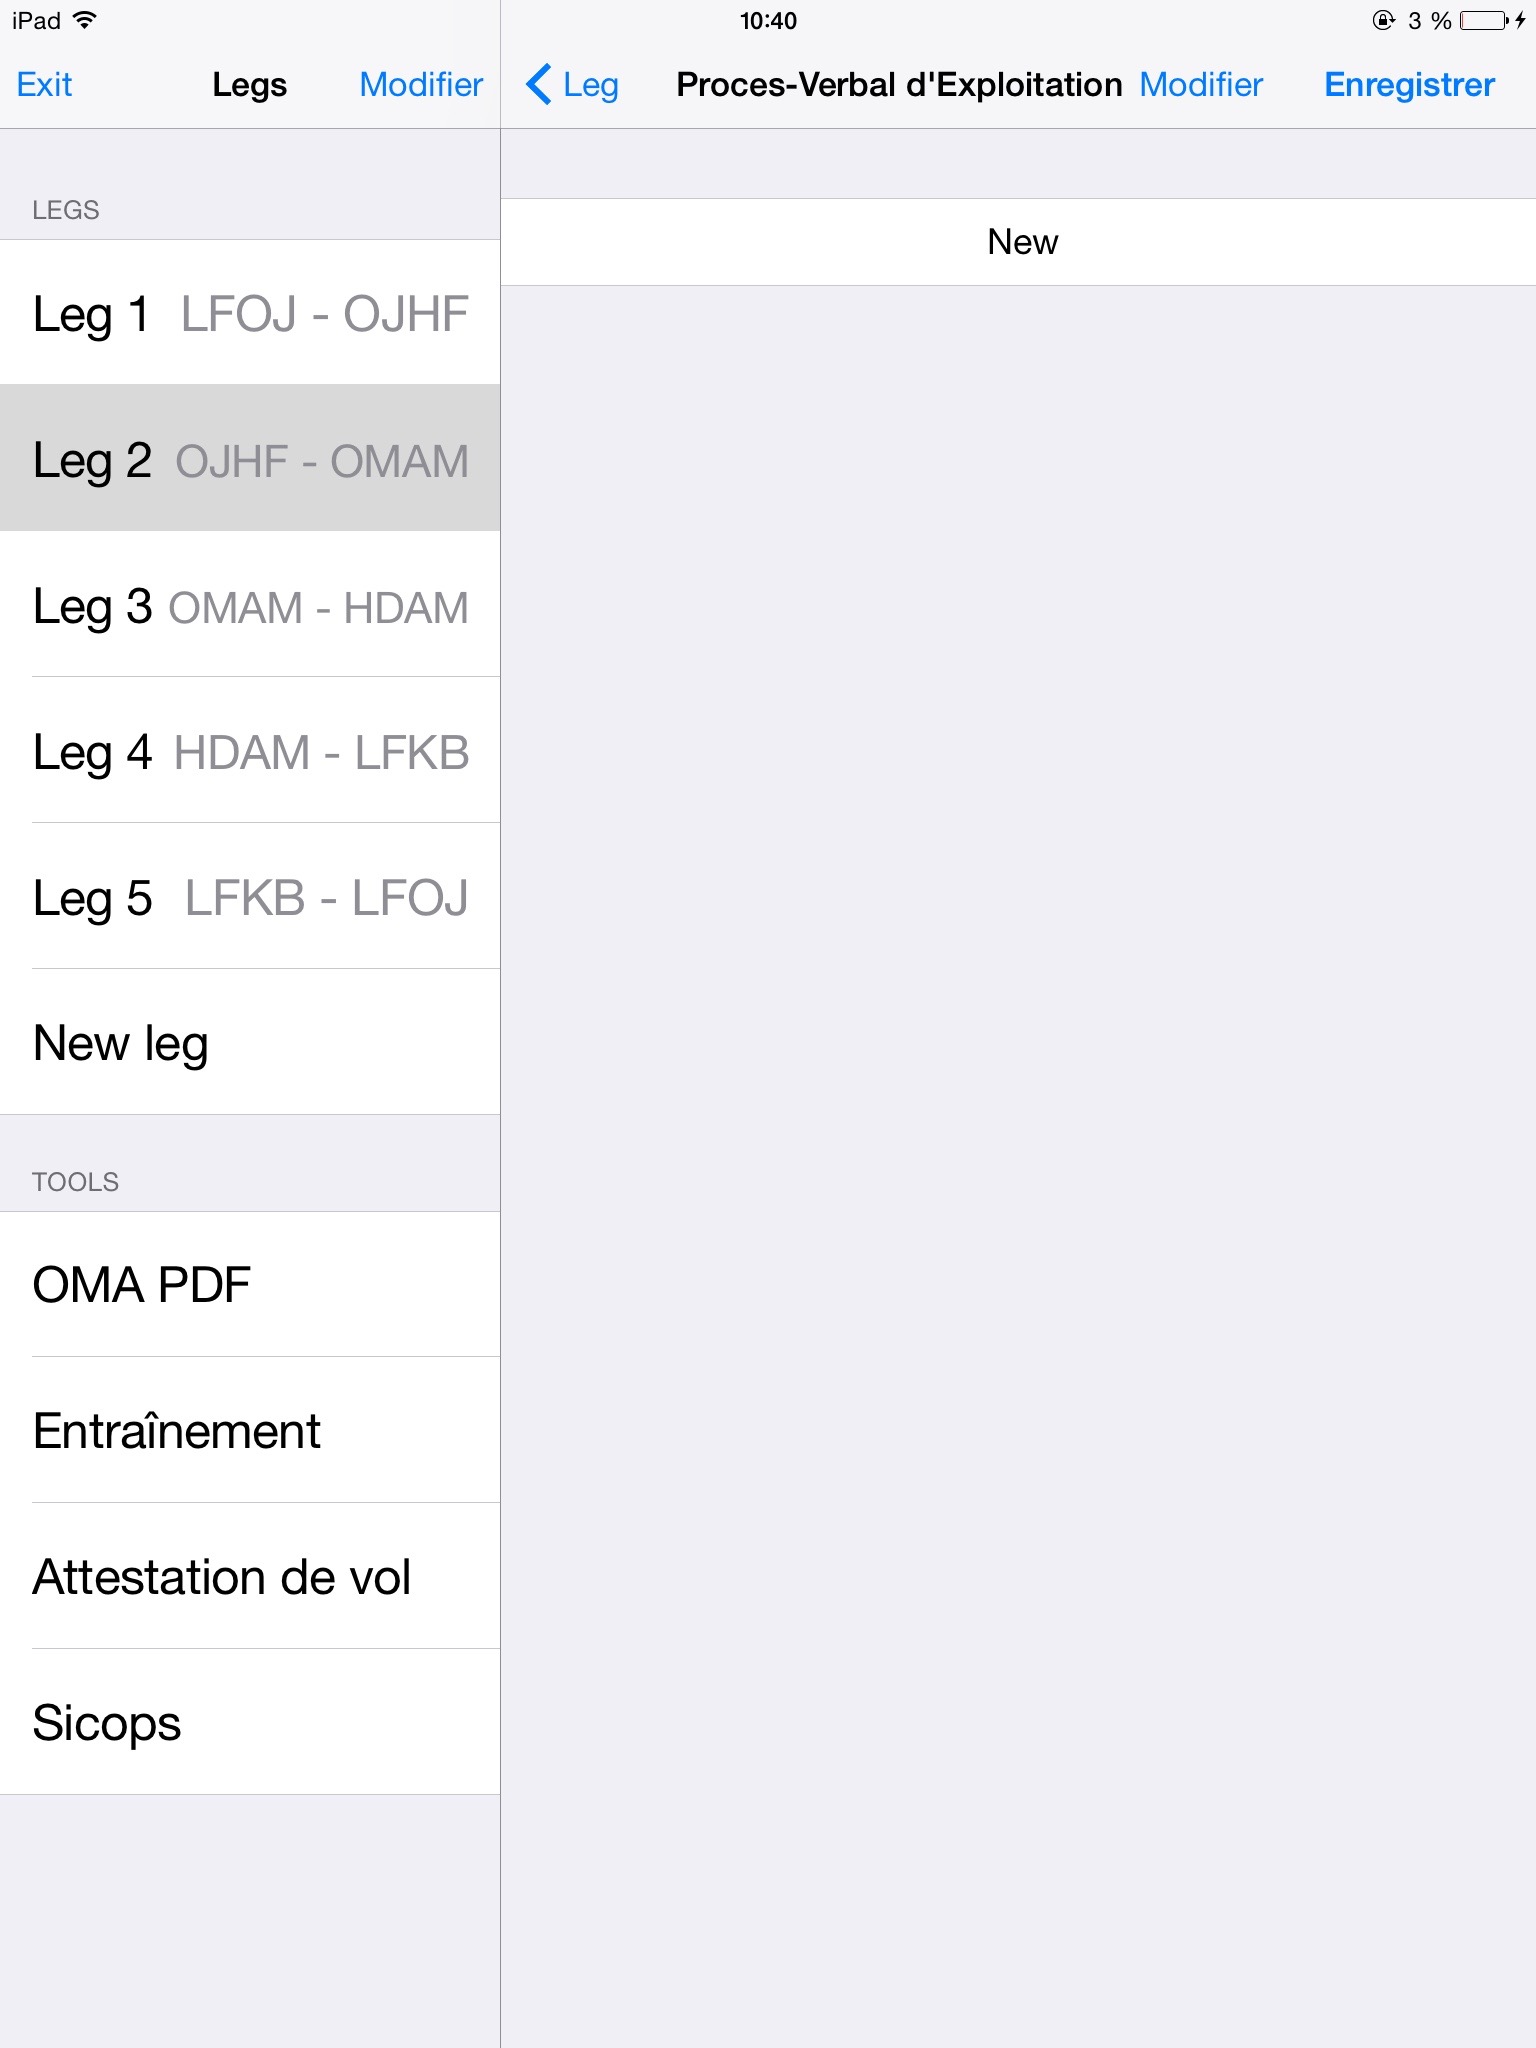 iPad 10:40 3 %
Exit Legs Modifier
Leg Proces-Verbal d'Exploitation Modifier Enregistrer
LEGS
Leg 1 LFOJ - OJHF
Leg 2 OJHF - OMAM
Leg 3 OMAM - HDAM
Leg 4 HDAM - LFKB
Leg 5 LFKB - LFOJ
New leg
TOOLS
OMA PDF
Entraînement
Attestation de vol
Sicops
New